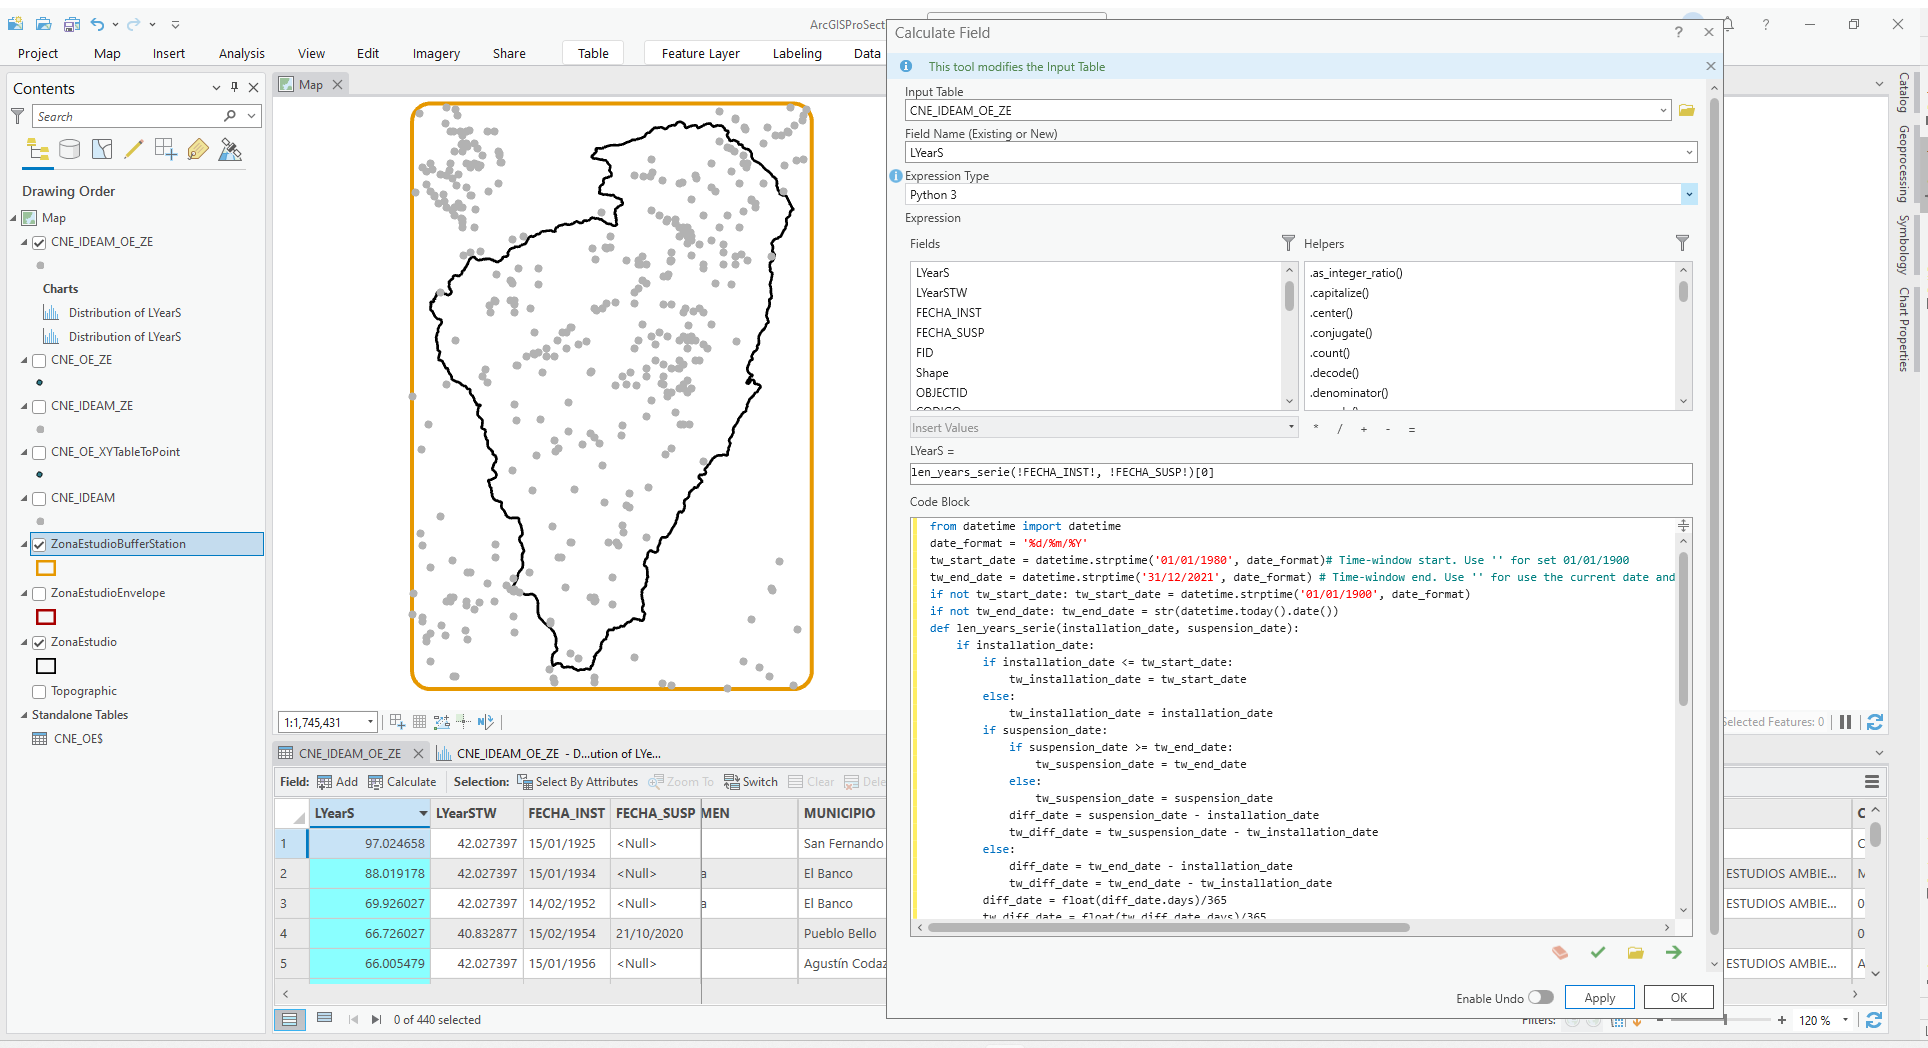 ArcGISProSect
Project
Map
Insert
Analysis
View
Edit
Imagery
Share
Table
Feature Layer
Labeling
Data
Contents
Search
Drawing Order
Map
CNE_IDEAM_OE_ZE
Charts
Distribution of LYearS
Distribution of LYearS
CNE_OE_ZE
CNE_IDEAM_ZE
CNE_OE_XYTableToPoint
CNE_IDEAM
ZonaEstudioBufferStation
ZonaEstudioEnvelope
ZonaEstudio
Topographic
Standalone Tables
CNE_OE$
Map
1:1,745,431
Selected Features: 0
CNE_IDEAM_OE_ZE
CNE_IDEAM_OE_ZE - D...ution of LYe...
Field: Add Calculate Selection: Select By Attributes Zoom To Switch Clear Dele
LYearS LYearSTW FECHA_INST FECHA_SUSP MEN MUNICIPIO
1 97.024658 42.027397 15/01/1925 <Null> San Fernando
2 88.019178 42.027397 15/01/1934 <Null> a El Banco ESTUDIOS AMBIE... M
3 69.926027 42.027397 14/02/1952 <Null> a El Banco ESTUDIOS AMBIE... 0
4 66.726027 40.832877 15/02/1954 21/10/2020 Pueblo Bello 0
5 66.005479 42.027397 15/01/1956 <Null> Agustín Codaz ESTUDIOS AMBIE... A
0 of 440 selected
Filters:
120 %
Calculate Field
?
This tool modifies the Input Table
Input Table
CNE_IDEAM_OE_ZE
Field Name (Existing or New)
LYearS
Expression Type
Python 3
Expression
Fields
LYearS
LYearSTW
FECHA_INST
FECHA_SUSP
FID
Shape
OBJECTID
CODIGO
Helpers
.as_integer_ratio()
.capitalize()
.center()
.conjugate()
.count()
.decode()
.denominator()
Insert Values
* / + - =
LYearS =
len_years_serie(!FECHA_INST!, !FECHA_SUSP!)[0]
Code Block
from datetime import datetime
date_format = '%d/%m/%Y'
tw_start_date = datetime.strptime('01/01/1980', date_format)# Time-window start. Use '' for set 01/01/1900
tw_end_date = datetime.strptime('31/12/2021', date_format) # Time-window end. Use '' for use the current date and
if not tw_start_date: tw_start_date = datetime.strptime('01/01/1900', date_format)
if not tw_end_date: tw_end_date = str(datetime.today().date())
def len_years_serie(installation_date, suspension_date):
if installation_date:
if installation_date <= tw_start_date:
tw_installation_date = tw_start_date
else:
tw_installation_date = installation_date
if suspension_date:
if suspension_date >= tw_end_date:
tw_suspension_date = tw_end_date
else:
tw_suspension_date = suspension_date
diff_date = suspension_date - installation_date
tw_diff_date = tw_suspension_date - tw_installation_date
else:
diff_date = tw_end_date - installation_date
tw_diff_date = tw_end_date - tw_installation_date
diff_date = float(diff_date.days)/365
tw_diff_date = float(tw_diff_date.days)/365
Enable Undo
Apply
OK
Catalog
Geoprocessing
Symbology
Chart Properties